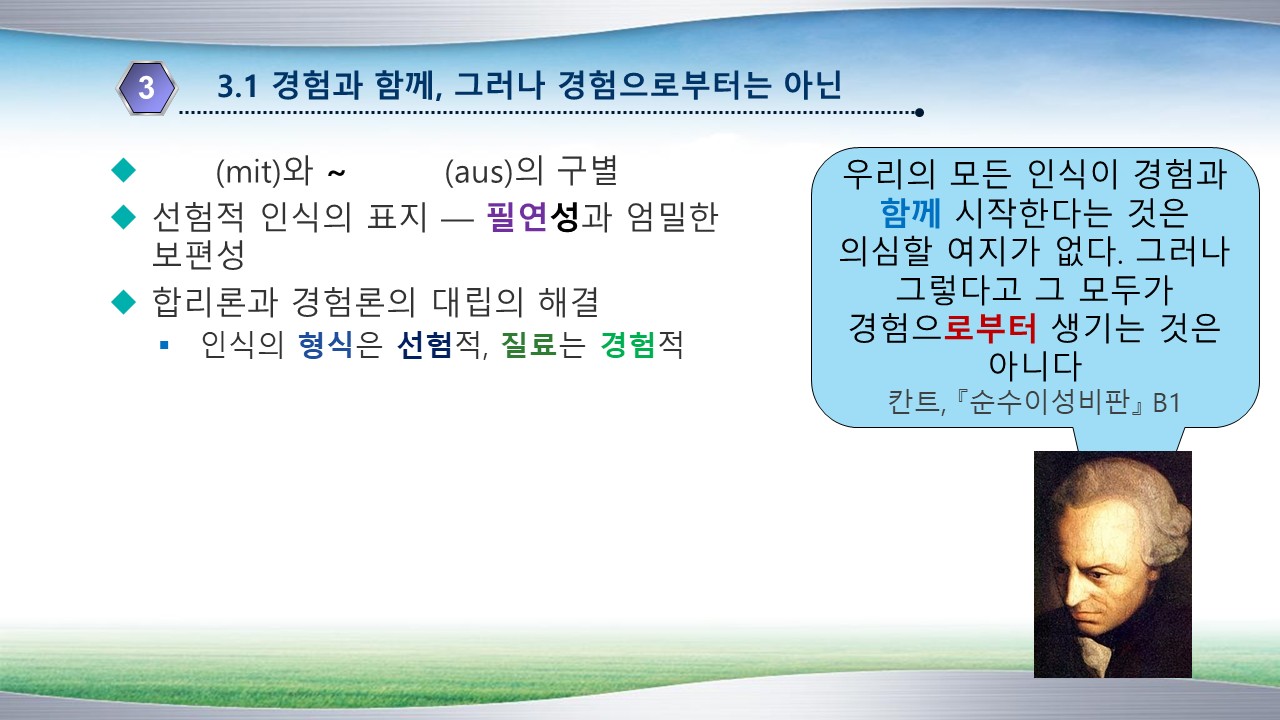 3
3.1 경험과 함께, 그러나 경험으로부터는 아닌
(mit)와 ~ (aus)의 구별
선험적 인식의 표지 — 필연성과 엄밀한
보편성
합리론과 경험론의 대립의 해결
인식의 형식은 선험적, 질료는 경험적
우리의 모든 인식이 경험과
함께 시작한다는 것은
의심할 여지가 없다. 그러나
그렇다고 그 모두가
경험으로부터 생기는 것은
아니다
칸트, 『순수이성비판』 B1